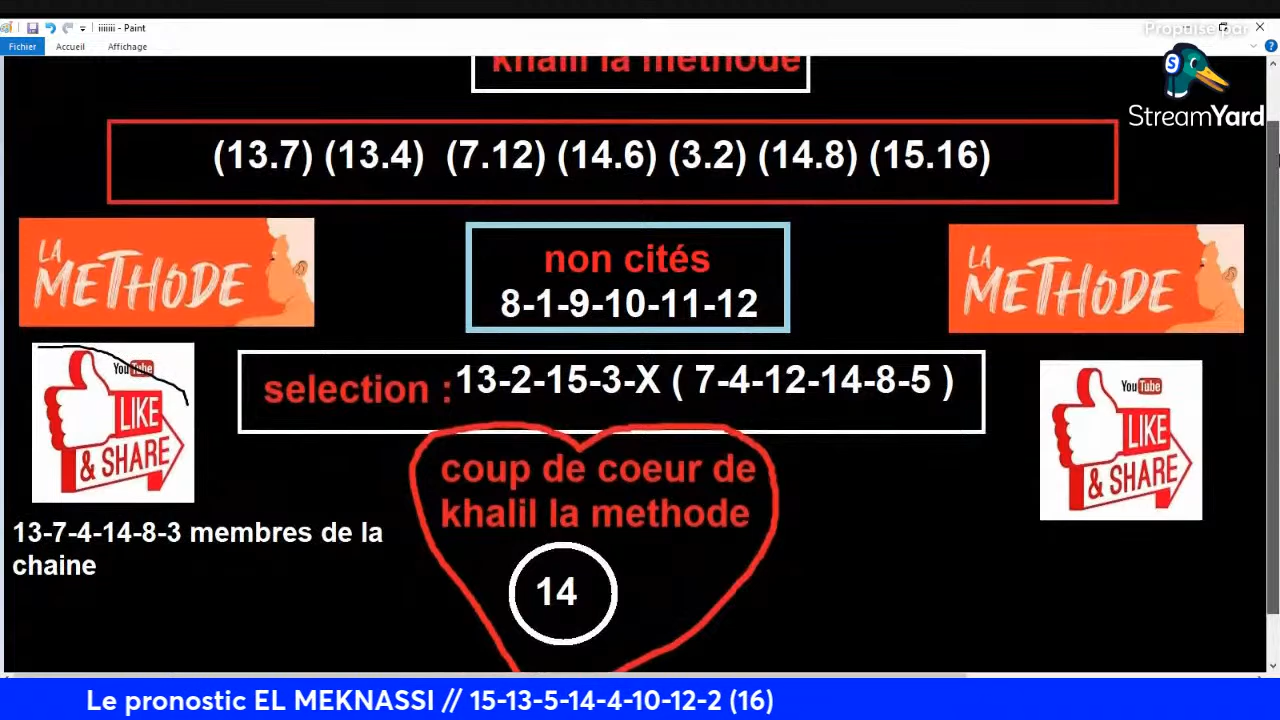 iiiiiii - Paint
Proposé par
Fichier Accueil Affichage
khalil la methode
StreamYard
(13.7) (13.4) (7.12) (14.6) (3.2) (14.8) (15.16)
LA
METHODE
non cités
8-1-9-10-11-12
LA
METHODE
YouTube
LIKE
& SHARE
selection : 13-2-15-3-X ( 7-4-12-14-8-5 )
YouTube
LIKE
& SHARE
coup de coeur de
khalil la methode
14
13-7-4-14-8-3 membres de la
chaine
Le pronostic EL MEKNASSI // 15-13-5-14-4-10-12-2 (16)